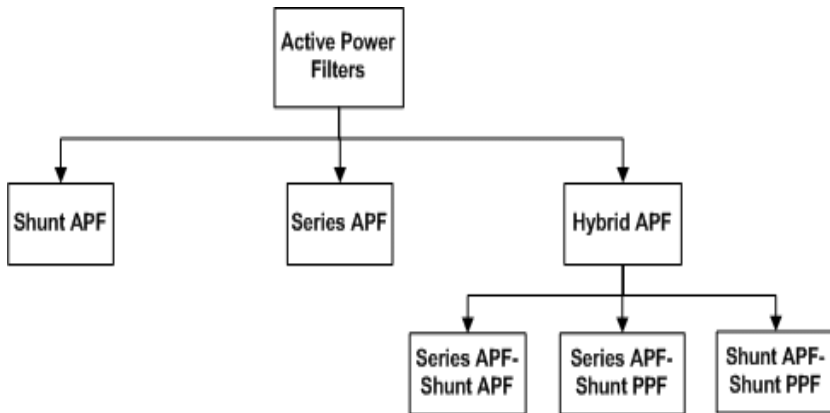 Active Power
Filters
Shunt APF
Series APF
Hybrid APF
Series APF-
Shunt APF
Series APF-
Shunt PPF
Shunt APF-
Shunt PPF